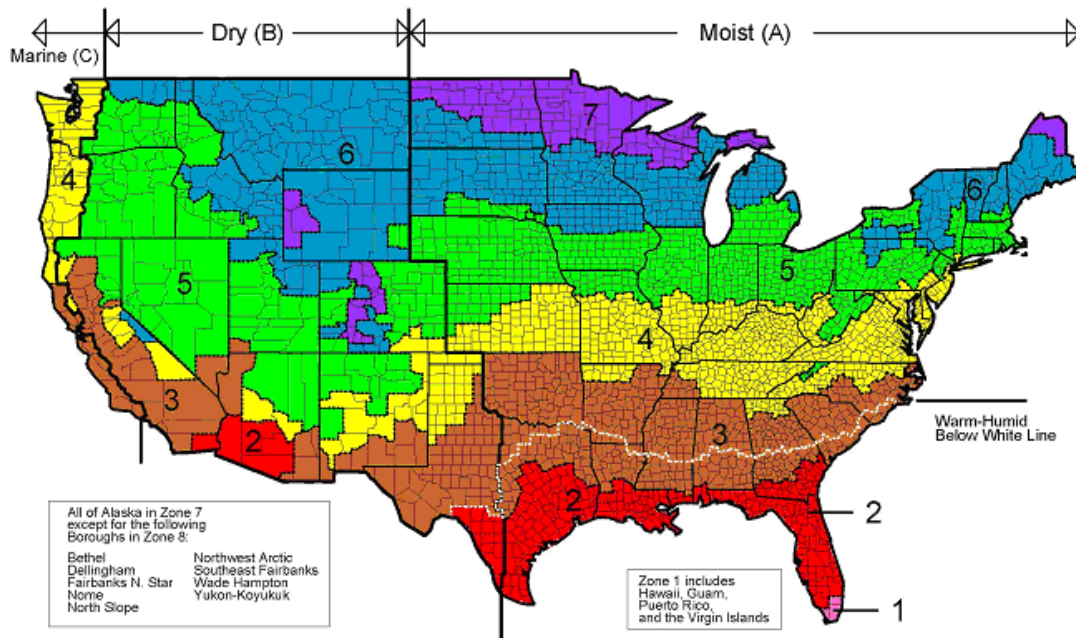 Marine (C)
Dry (B)
Moist (A)
7
6
4
6
5
5
4
3
3
2
2
Warm-Humid
Below White Line
2
1
All of Alaska in Zone 7
except for the following
Boroughs in Zone 8:
Bethel
Dellingham
Fairbanks N. Star
Nome
North Slope
Northwest Arctic
Southeast Fairbanks
Wade Hampton
Yukon-Koyukuk
Zone 1 includes
Hawaii, Guam,
Puerto Rico,
and the Virgin Islands